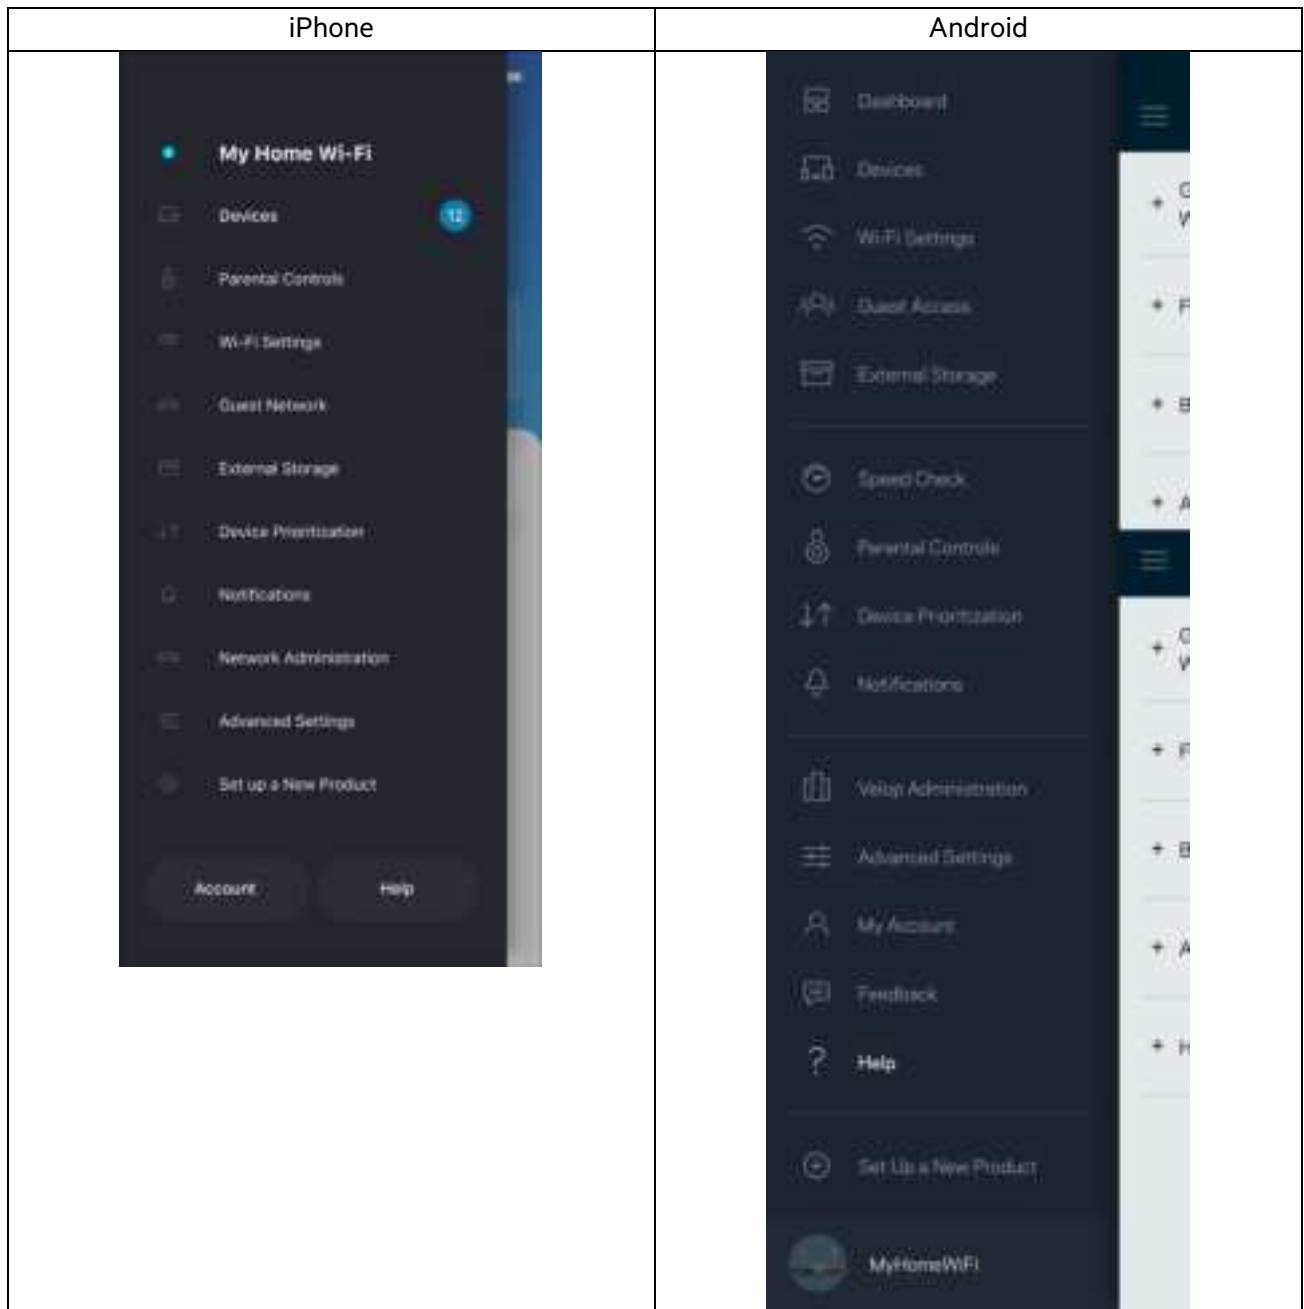 iPhone
Android
My Home Wi-Fi
Devices
12
Parental Controls
Wi-Fi Settings
Guest Network
External Storage
Device Prioritization
Notifications
Network Administration
Advanced Settings
Set up a New Product
Account
Help
Dashboard
Devices
Wi-Fi Settings
Guest Access
External Storage
Speed Check
Parental Controls
Device Prioritization
Notifications
Velop Administration
Advanced Settings
My Account
Feedback
Help
Set Up a New Product
MyHomeWiFi
+ G
W
+ F
+ B
+ A
+ G
W
+ F
+ B
+ A
+ H